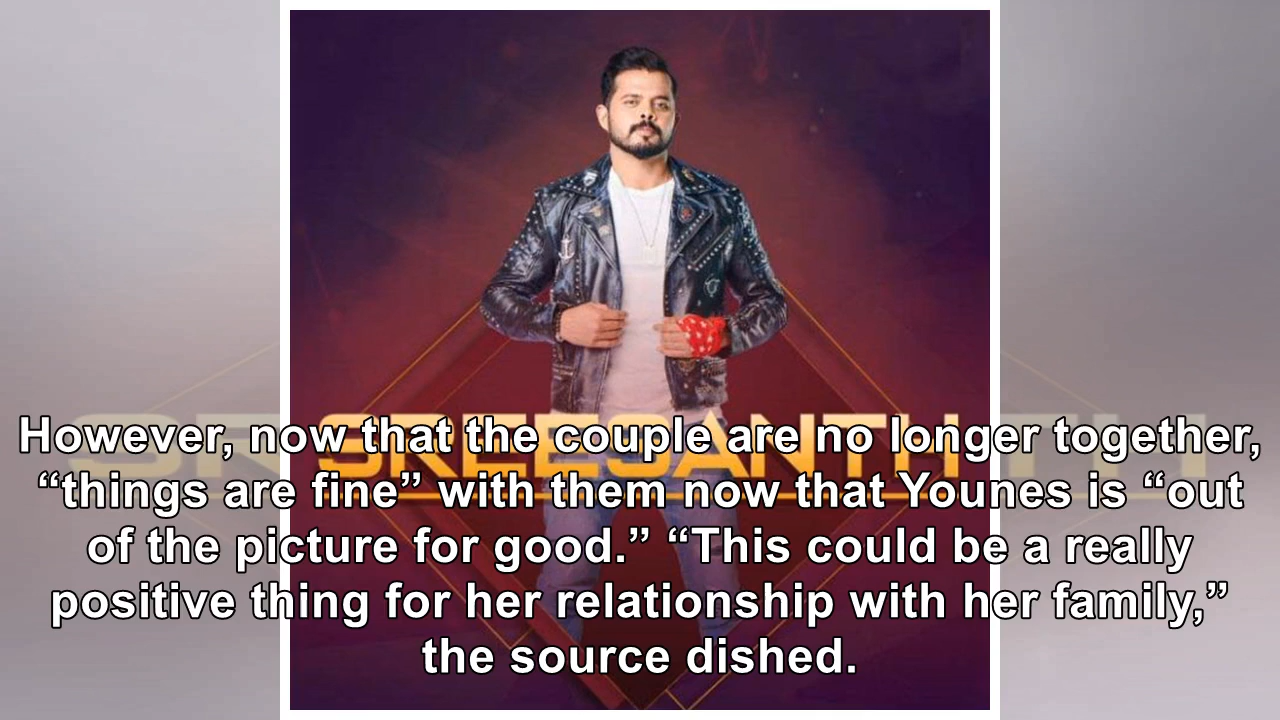 SREESANTH
However, now that the couple are no longer together,
“things are fine” with them now that Younes is “out
of the picture for good.” “This could be a really
positive thing for her relationship with her family,”
the source dished.